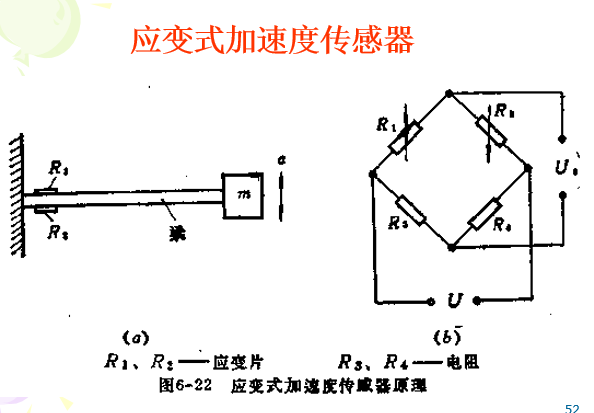 应变式加速度传感器
R₁
R₂
m
a
梁
R₁
R₂
R₃
R₄
U₀
U
(a)
(b)
R₁、R₂——应变片
R₃、R₄——电阻
图6-22 应变式加速度传感器原理
52